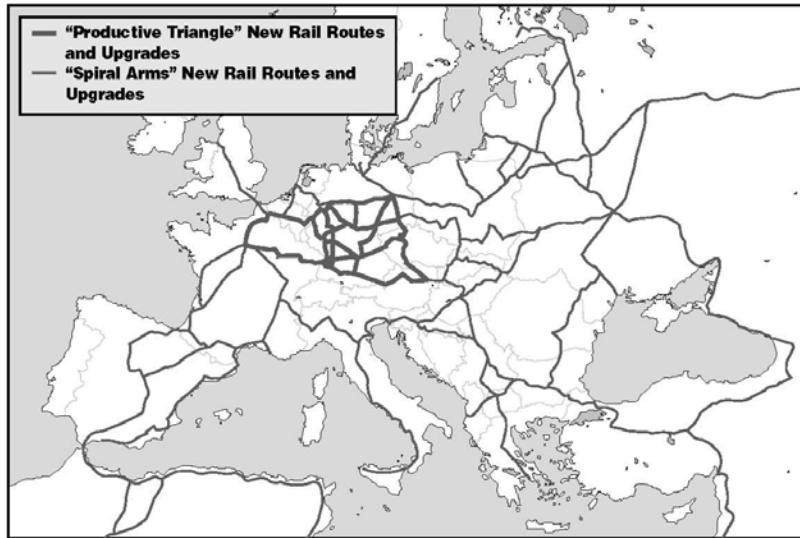 “Productive Triangle” New Rail Routes
and Upgrades
“Spiral Arms” New Rail Routes and
Upgrades